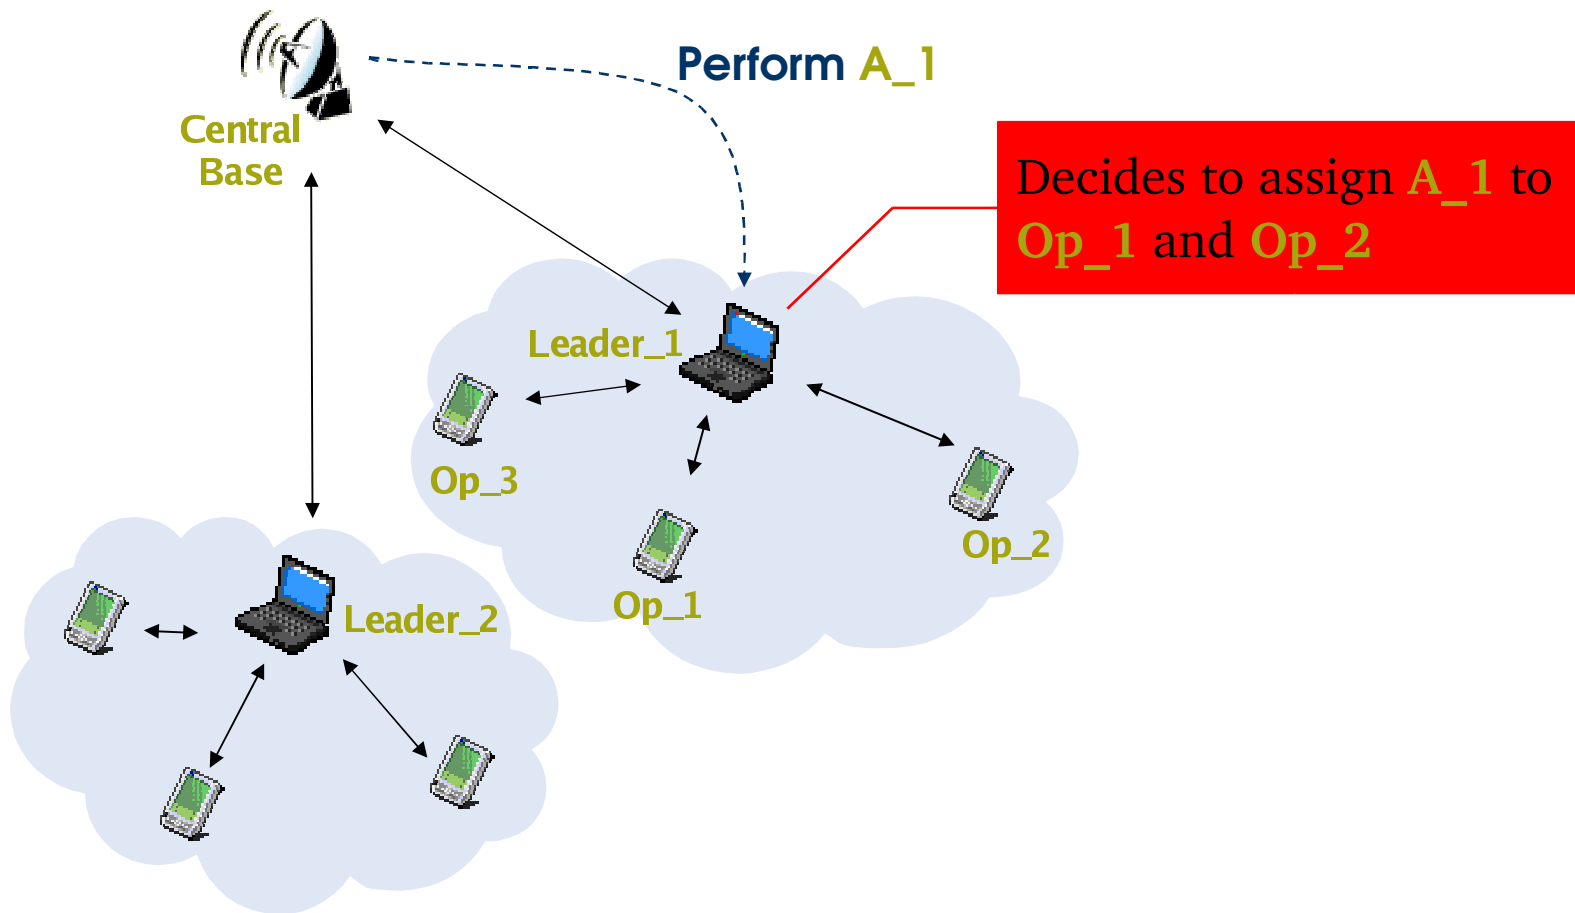 Perform A_1
Central
Base
Decides to assign A_1 to
Op_1 and Op_2
Leader_1
Op_3
Op_2
Op_1
Leader_2